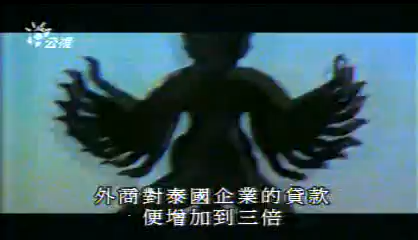 公視
外商對泰國企業的貸款
便增加到三倍